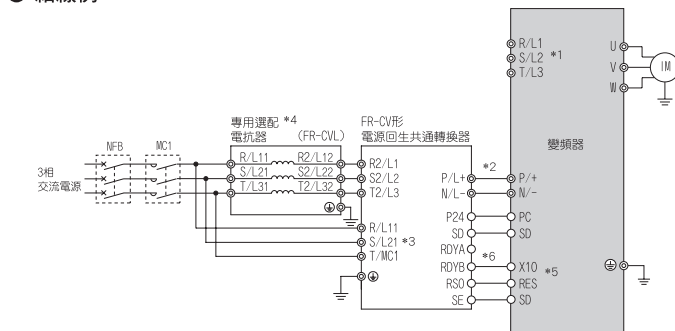 結線例
R/L1
S/L2 *1
T/L3
U
V
W
IM
專用選配 *4
電抗器 (FR-CVL)
FR-CV形
電源回生共通轉換器
變頻器
NFB
MC1
3相
交流電源
R/L11 R2/L12
S/L21 S2/L22
T/L31 T2/L32
R2/L1
S2/L2
T2/L3
P/L+ *2 P/+
N/L- N/-
P24 PC
SD SD
R/L11
S/L21 *3
T/MC1
RDYA
RDYB *6 X10 *5
RSO RES
SE SD